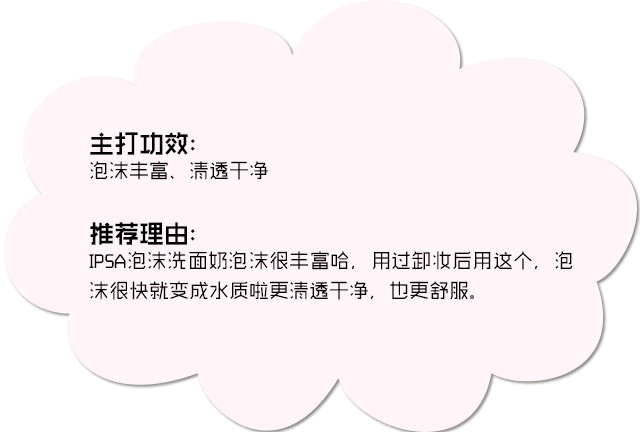 主打功效:
泡沫丰富、清透干净
推荐理由:
IPSA泡沫洗面奶泡沫很丰富哈，用过卸妆后用这个，泡
沫很快就变成水质啦更清透干净，也更舒服。